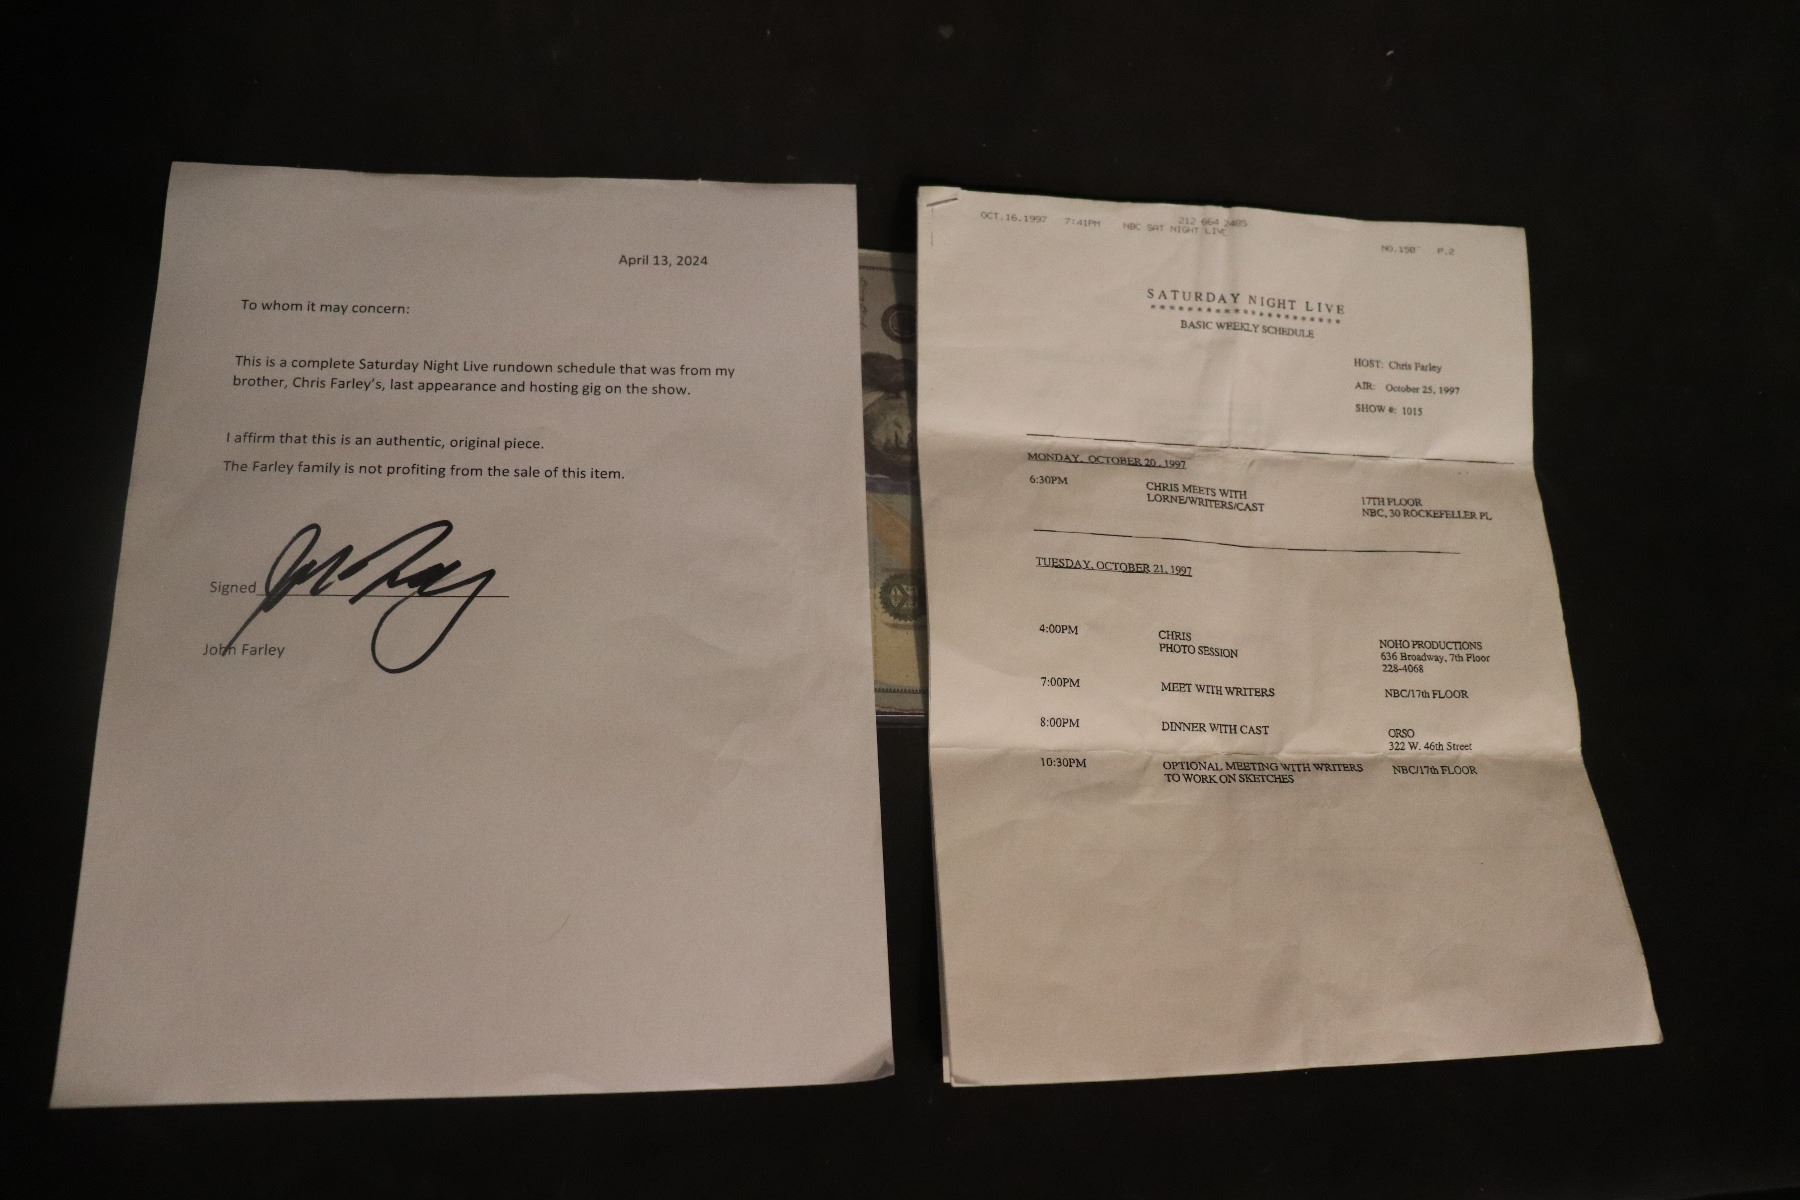 April 13, 2024
To whom it may concern:
This is a complete Saturday Night Live rundown schedule that was from my
brother, Chris Farley's, last appearance and hosting gig on the show.
I affirm that this is an authentic, original piece.
The Farley family is not profiting from the sale of this item.
Signed
John Farley
OCT.16.1997 7:41PM NBC SAT NIGHT LIVE
212 664 2485
NO.150 P.2
SATURDAY NIGHT LIVE
**********************
BASIC WEEKLY SCHEDULE
HOST: Chris Farley
AIR: October 25, 1997
SHOW #: 1015
MONDAY, OCTOBER 20, 1997
6:30PM CHRIS MEETS WITH 17TH FLOOR
LORNE/WRITERS/CAST NBC, 30 ROCKEFELLER PL
TUESDAY, OCTOBER 21, 1997
4:00PM CHRIS NOHO PRODUCTIONS
PHOTO SESSION 636 Broadway, 7th Floor
228-4068
7:00PM MEET WITH WRITERS NBC/17th FLOOR
8:00PM DINNER WITH CAST ORSO
322 W. 46th Street
10:30PM OPTIONAL MEETING WITH WRITERS NBC/17th FLOOR
TO WORK ON SKETCHES